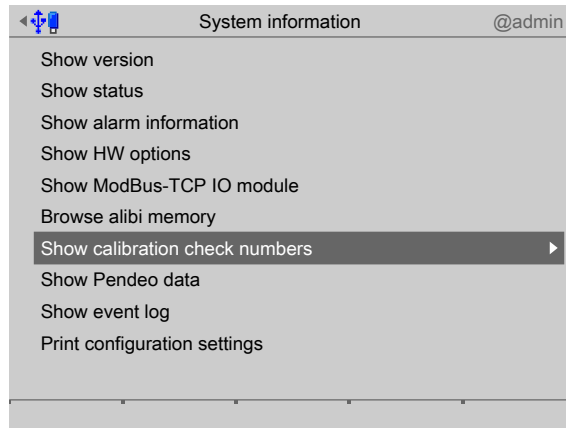 System information @admin
Show version
Show status
Show alarm information
Show HW options
Show ModBus-TCP IO module
Browse alibi memory
Show calibration check numbers
Show Pendeo data
Show event log
Print configuration settings